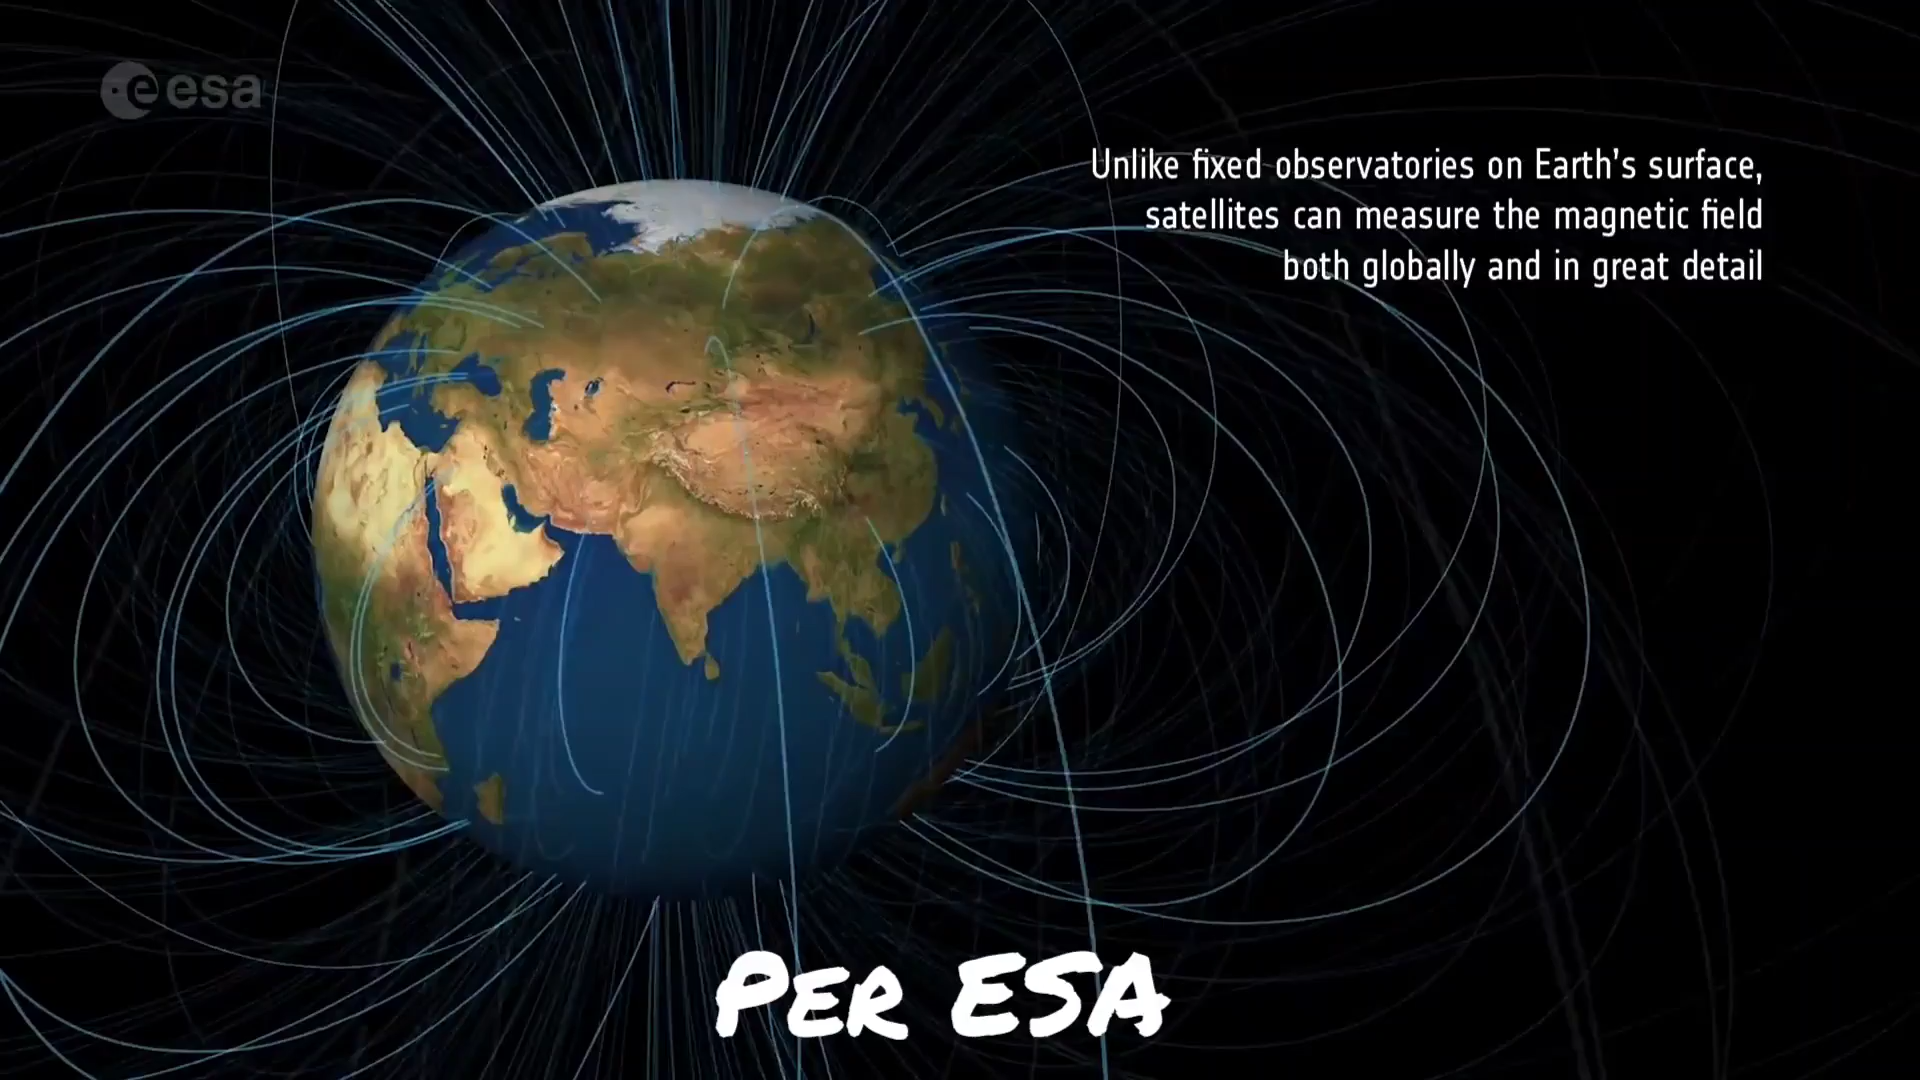 esa
Unlike fixed observatories on Earth's surface,
satellites can measure the magnetic field
both globally and in great detail
PER ESA